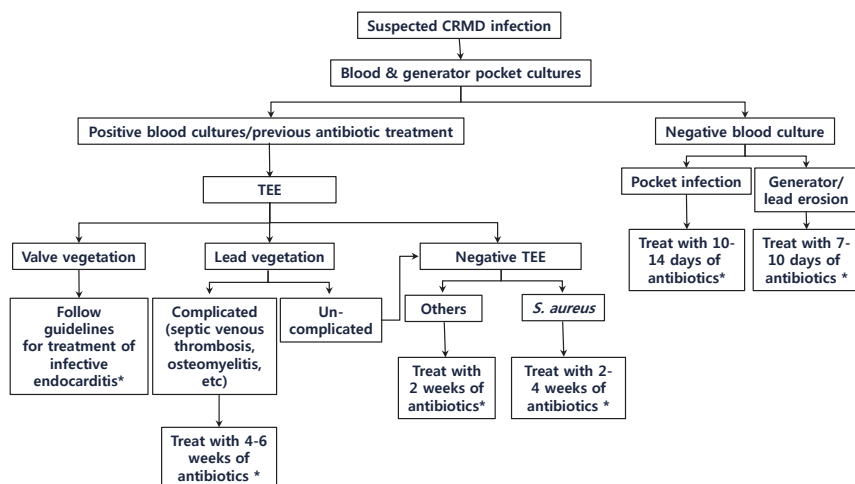 Suspected CRMD infection
Blood & generator pocket cultures
Positive blood cultures/previous antibiotic treatment
Negative blood culture
TEE
Pocket infection
Generator/
lead erosion
Valve vegetation
Lead vegetation
Negative TEE
Treat with 10-
14 days of
antibiotics*
Treat with 7-
10 days of
antibiotics *
Follow
guidelines
for treatment of
infective
endocarditis*
Complicated
(septic venous
thrombosis,
osteomyelitis,
etc)
Un-
complicated
Others
S. aureus
Treat with
2 weeks of
antibiotics*
Treat with 2-
4 weeks of
antibiotics *
Treat with 4-6
weeks of
antibiotics *